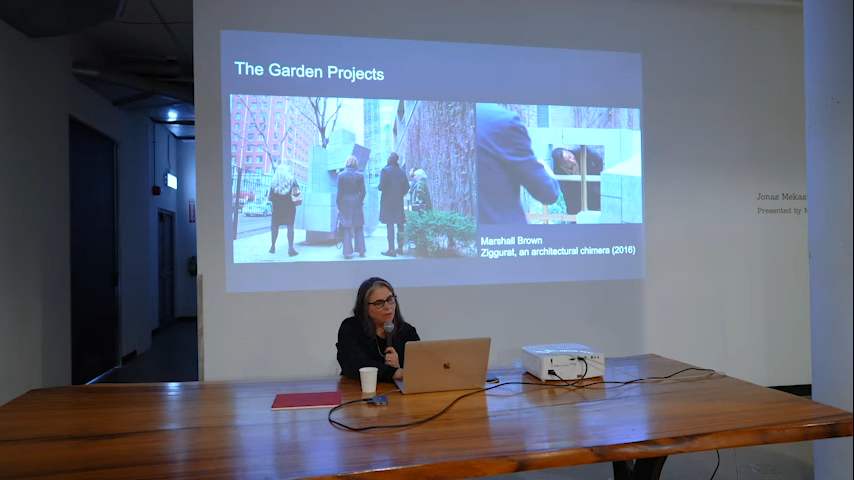 The Garden Projects
Marshall Brown
Ziggurat, an architectural chimera (2016)
Jonas Mekas
Presented by